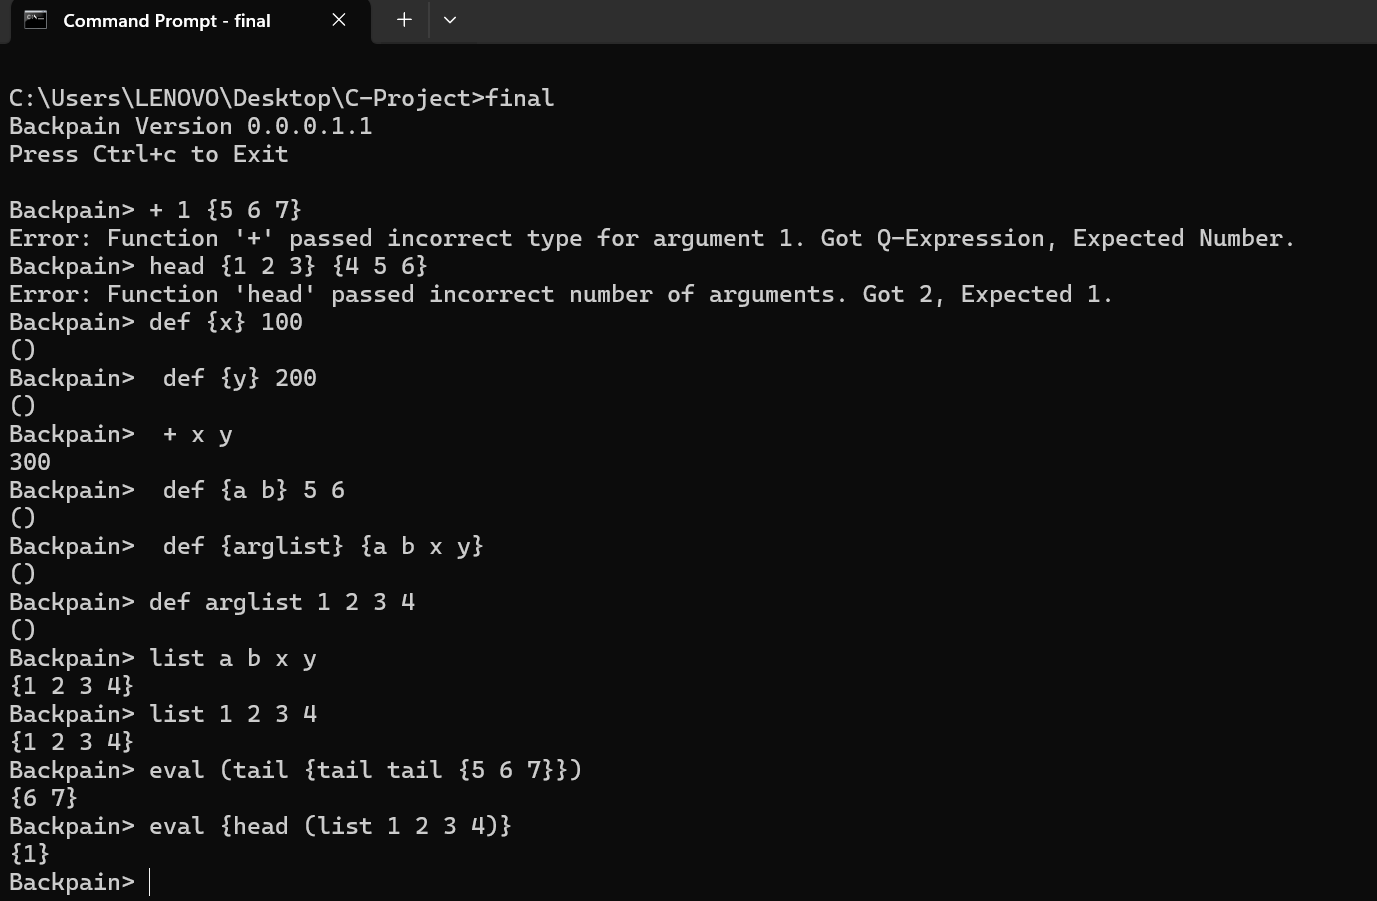 Command Prompt - final
C:\Users\LENOVO\Desktop\C-Project>final
Backpain Version 0.0.0.1.1
Press Ctrl+c to Exit
Backpain> + 1 {5 6 7}
Error: Function '+' passed incorrect type for argument 1. Got Q-Expression, Expected Number.
Backpain> head {1 2 3} {4 5 6}
Error: Function 'head' passed incorrect number of arguments. Got 2, Expected 1.
Backpain> def {x} 100
()
Backpain>  def {y} 200
()
Backpain>  + x y
300
Backpain>  def {a b} 5 6
()
Backpain>  def {arglist} {a b x y}
()
Backpain> def arglist 1 2 3 4
()
Backpain> list a b x y
{1 2 3 4}
Backpain> list 1 2 3 4
{1 2 3 4}
Backpain> eval (tail {tail tail {5 6 7}})
{6 7}
Backpain> eval {head (list 1 2 3 4)}
{1}
Backpain>